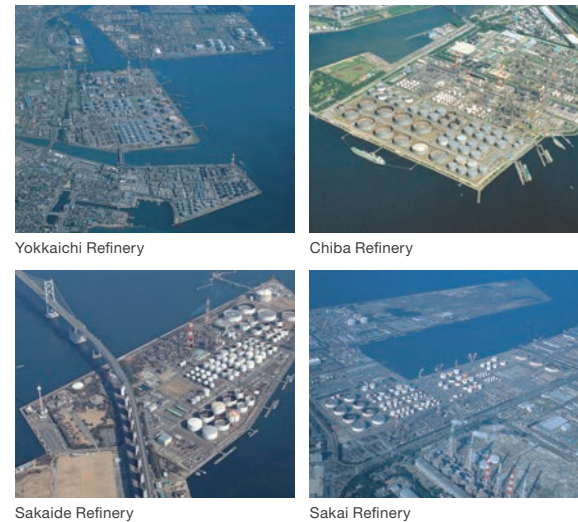 Yokkaichi Refinery
Chiba Refinery
Sakaide Refinery
Sakai Refinery